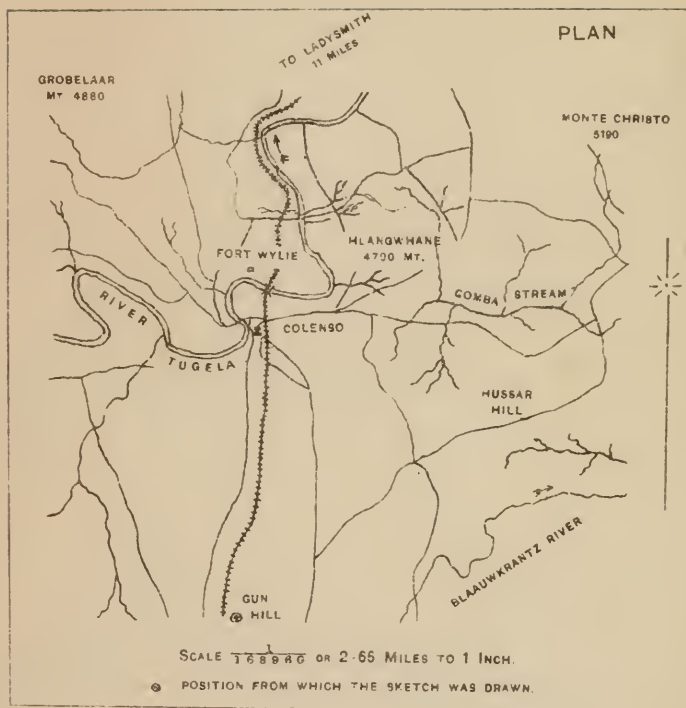 PLAN
TO LADYSMITH
11 MILES
GROBELAAR
MT 4880
MONTE CHRISTO
5190
FORT WYLIE
HLANGWHANE
4790 MT.
RIVER
TUGELA
COLENSO
GOMBA STREAM
HUSSAR
HILL
BLAAUWKRANTZ RIVER
GUN
HILL
SCALE 1/168960 OR 2·65 MILES TO 1 INCH.
POSITION FROM WHICH THE SKETCH WAS DRAWN.